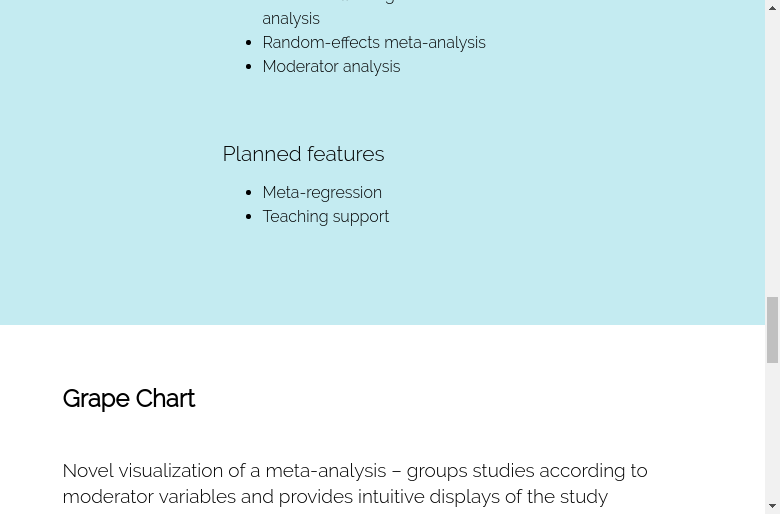 analysis
Random-effects meta-analysis
Moderator analysis
Planned features
Meta-regression
Teaching support
Grape Chart
Novel visualization of a meta-analysis – groups studies according to
moderator variables and provides intuitive displays of the study